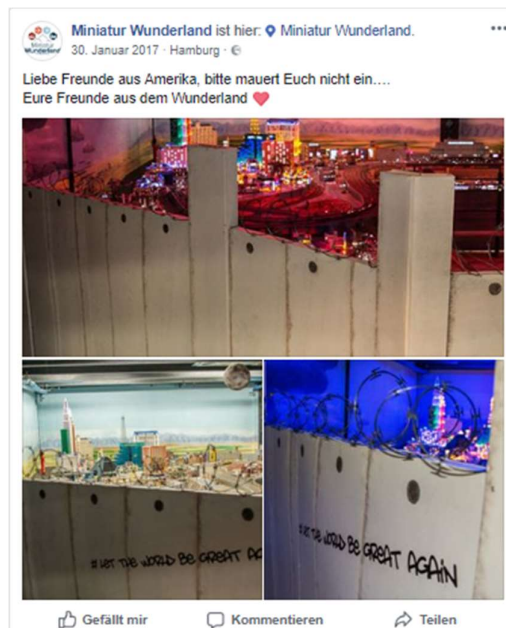 Miniatur Wunderland ist hier: Miniatur Wunderland.
30. Januar 2017 · Hamburg ·
Liebe Freunde aus Amerika, bitte mauert Euch nicht ein….
Eure Freunde aus dem Wunderland
#LET THE WORLD BE GREAT AG
#LET THE WORLD BE GREAT AGAIN
Gefällt mir
Kommentieren
Teilen